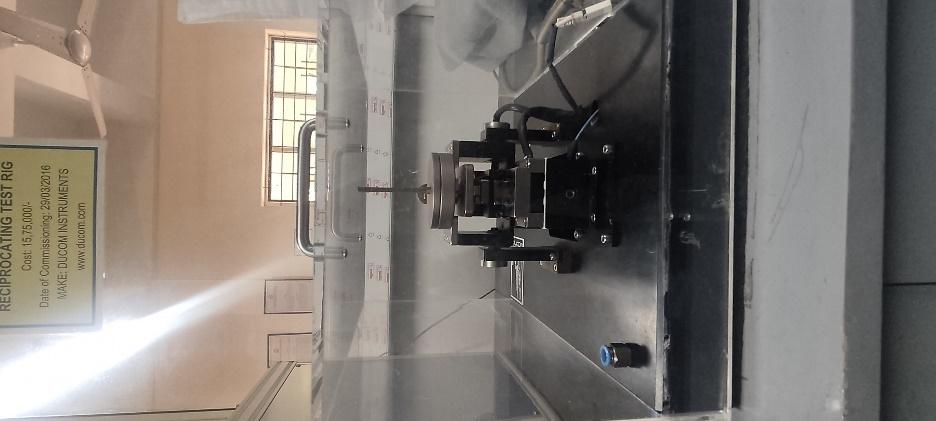 RECIPROCATING TEST RIG
Cost: 15,75,000/-
Date of Commissioning: 29/03/2016
MAKE: DUCOM INSTRUMENTS
www.ducom.com